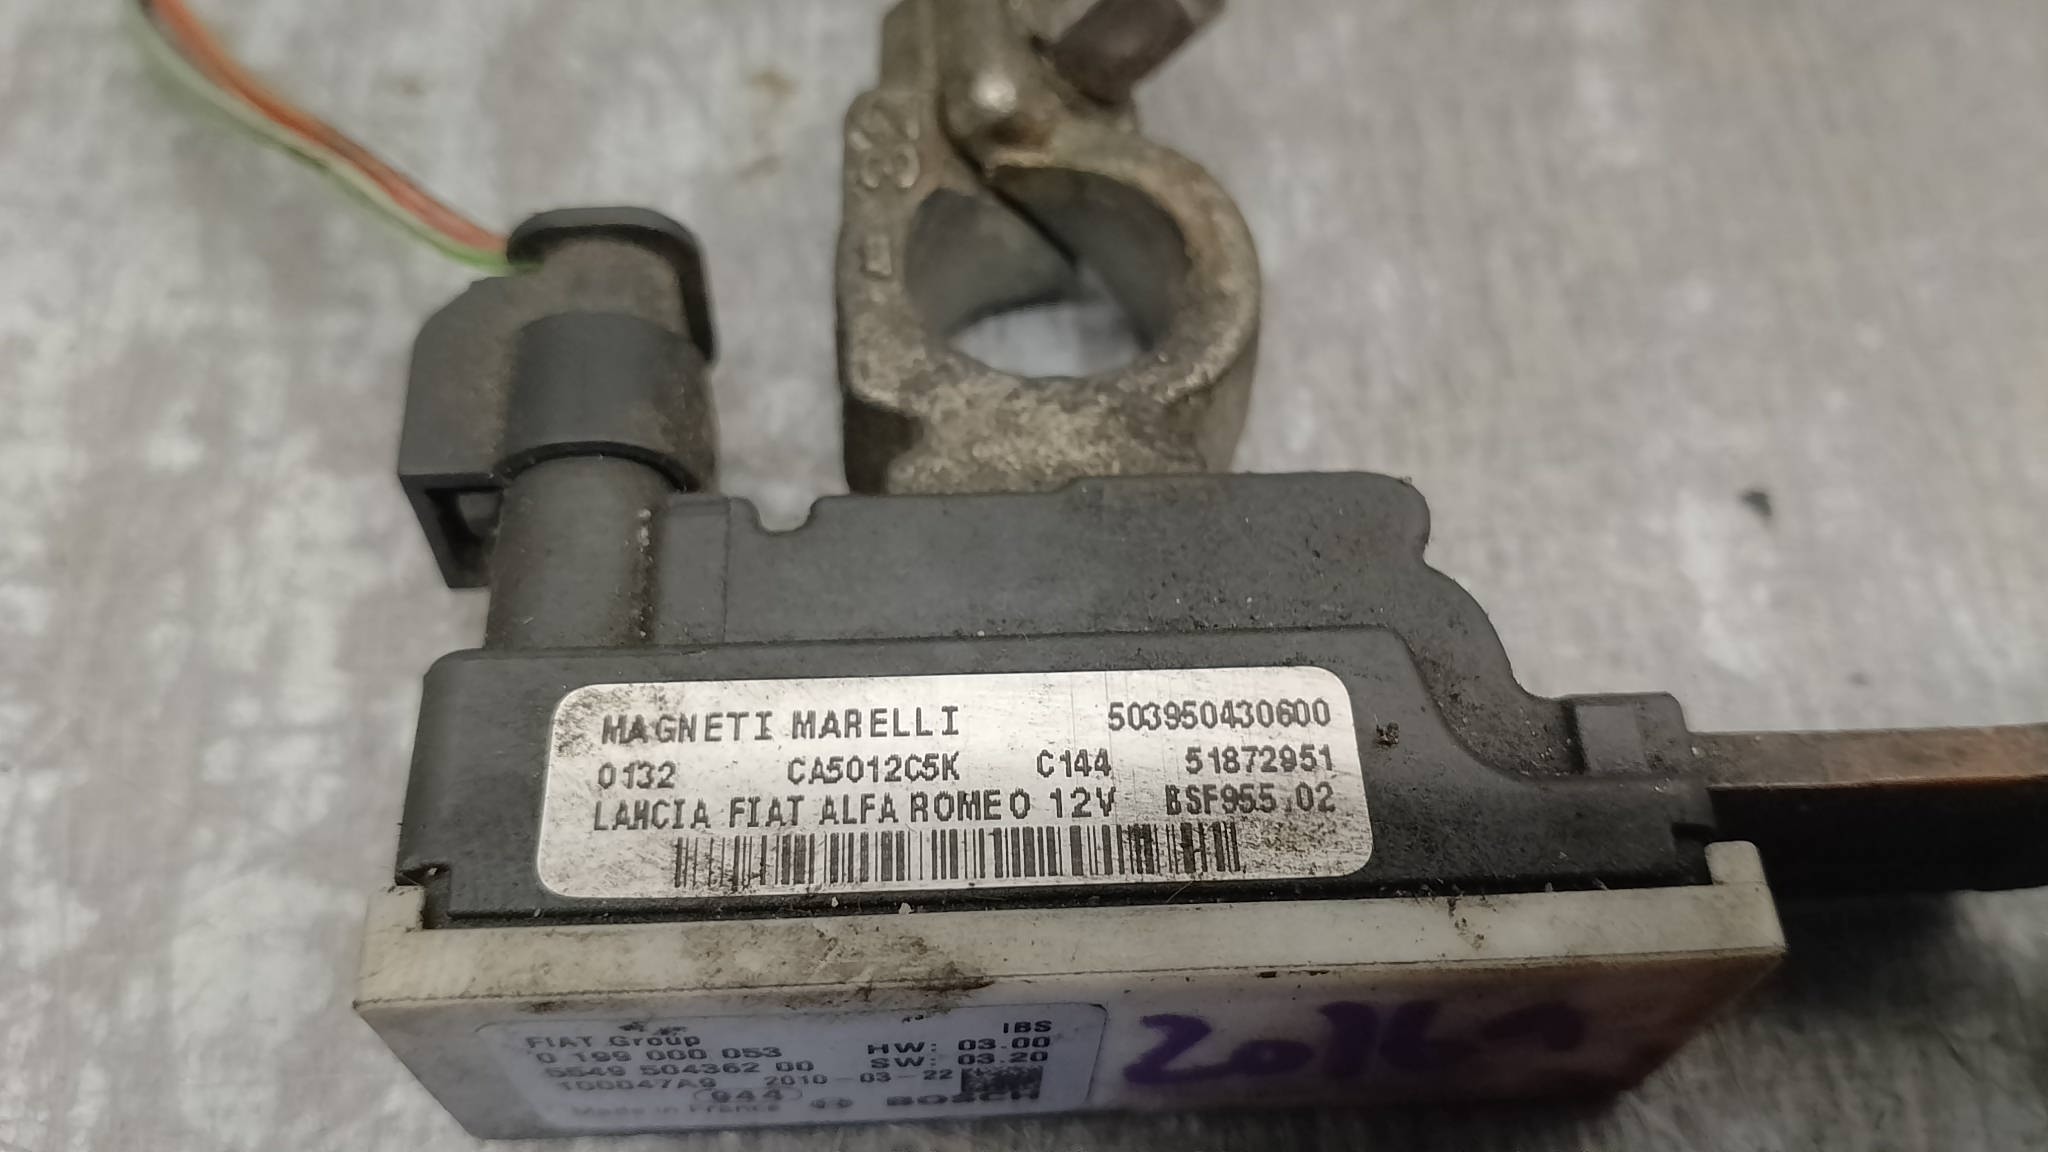 32
MAGNETI MARELLI 503950430600
0132 CA5012C5K C144 51872951
LANCIA FIAT ALFA ROMEO 12V BSF955.02
FIAT Group IBS
0 199 000 053 HW: 03.00
5549 504362 00 SW: 03.20
100047A9 2010-03-22
944
Made in France BOSCH